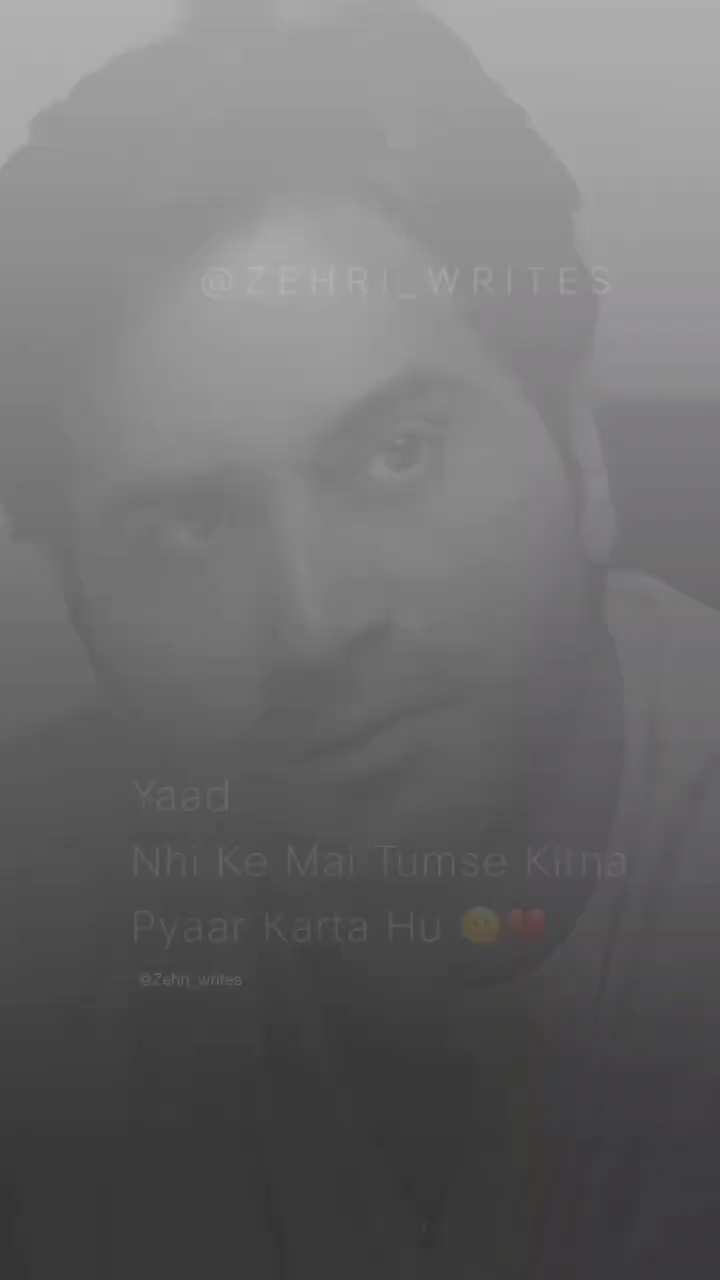 @ZEHRI_WRITES
Yaad
Nhi Ke Mai Tumse Kitna
Pyaar Karta Hu 🫠💔
@Zehri_writes